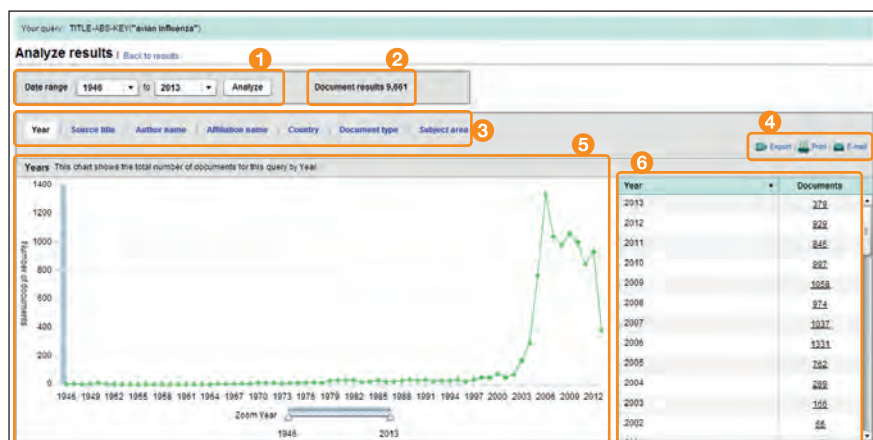 Your query: TITLE-ABS-KEY("avian influenza")
Analyze results | Back to results
1
2
Date range 1946 to 2013 Analyze
Document results 9,661
Year Source title Author name Affiliation name Country Document type Subject area
3
4
Export Print E-mail
5
6
Years This chart shows the total number of documents for this query by Year.
Number of documents
1400
1200
1000
800
600
400
200
0
1946 1949 1952 1955 1958 1961 1964 1967 1970 1973 1976 1979 1982 1985 1988 1991 1994 1997 2000 2003 2006 2009 2012
Zoom Year
1946 2013
Year Documents
2013 379
2012 929
2011 845
2010 997
2009 1058
2008 974
2007 1037
2006 1331
2005 762
2004 289
2003 166
2002 66